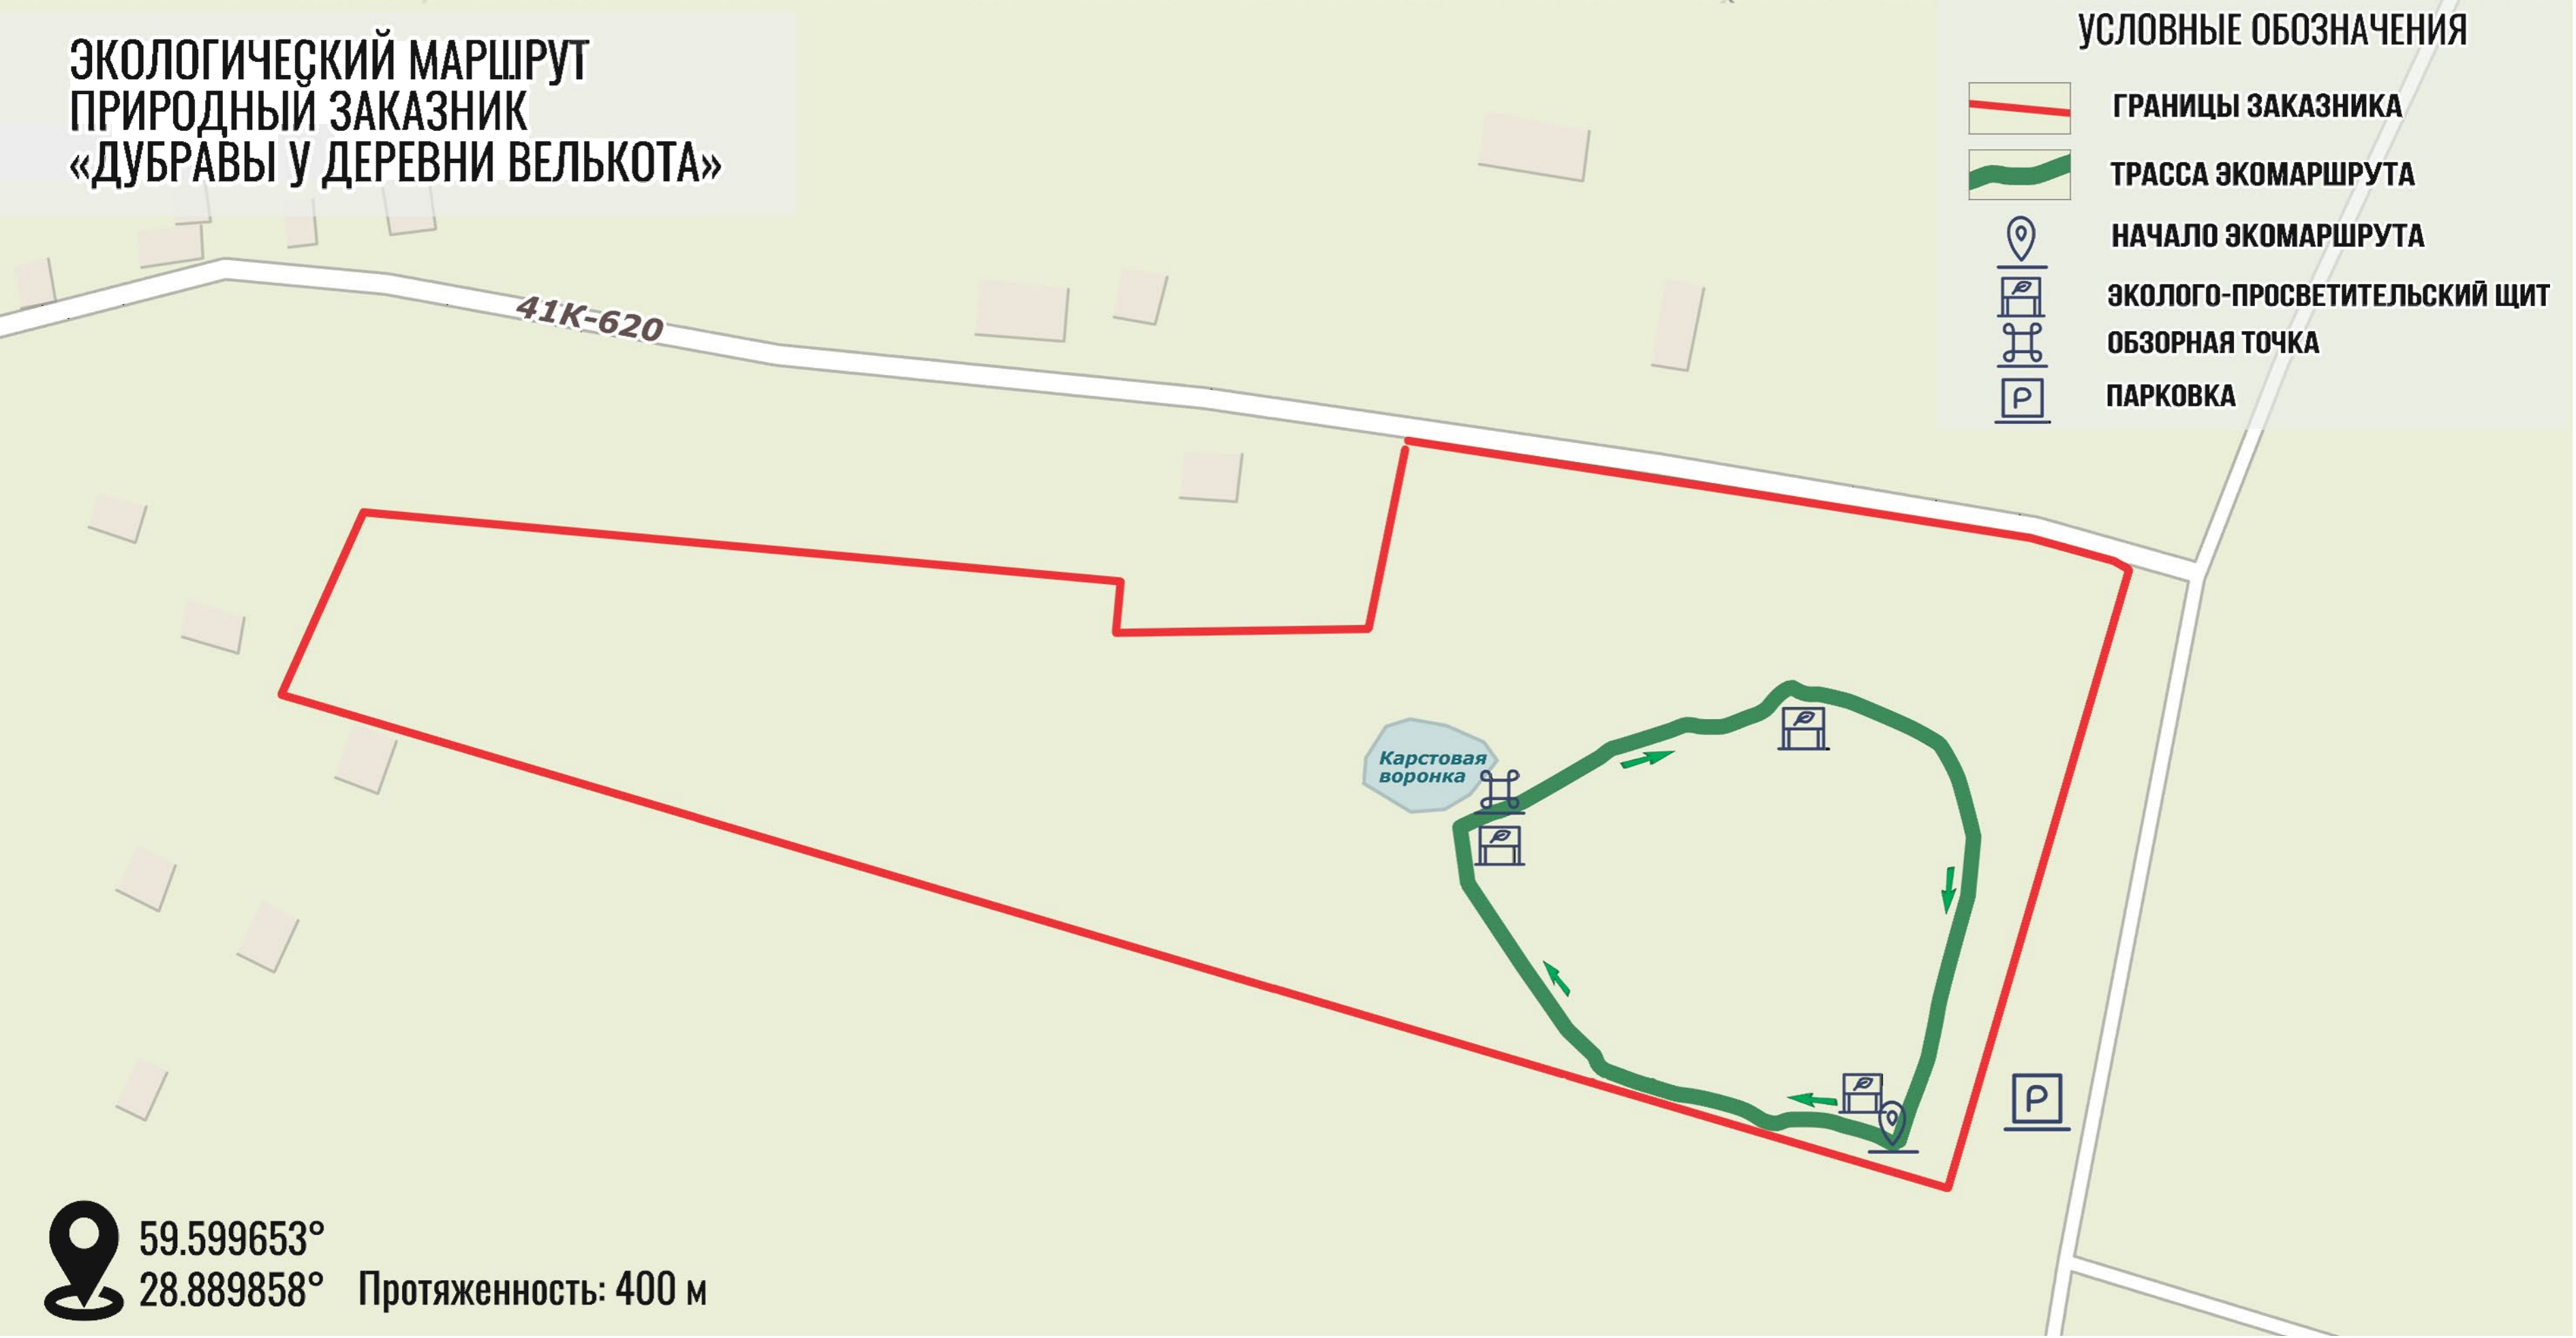 ЭКОЛОГИЧЕСКИЙ МАРШРУТ
ПРИРОДНЫЙ ЗАКАЗНИК
«ДУБРАВЫ У ДЕРЕВНИ ВЕЛЬКОТА»
УСЛОВНЫЕ ОБОЗНАЧЕНИЯ
ГРАНИЦЫ ЗАКАЗНИКА
ТРАССА ЭКОМАРШРУТА
НАЧАЛО ЭКОМАРШРУТА
ЭКОЛОГО-ПРОСВЕТИТЕЛЬСКИЙ ЩИТ
ОБЗОРНАЯ ТОЧКА
P ПАРКОВКА
41К-620
Карстовая
воронка
P
59.599653°
28.889858° Протяженность: 400 м